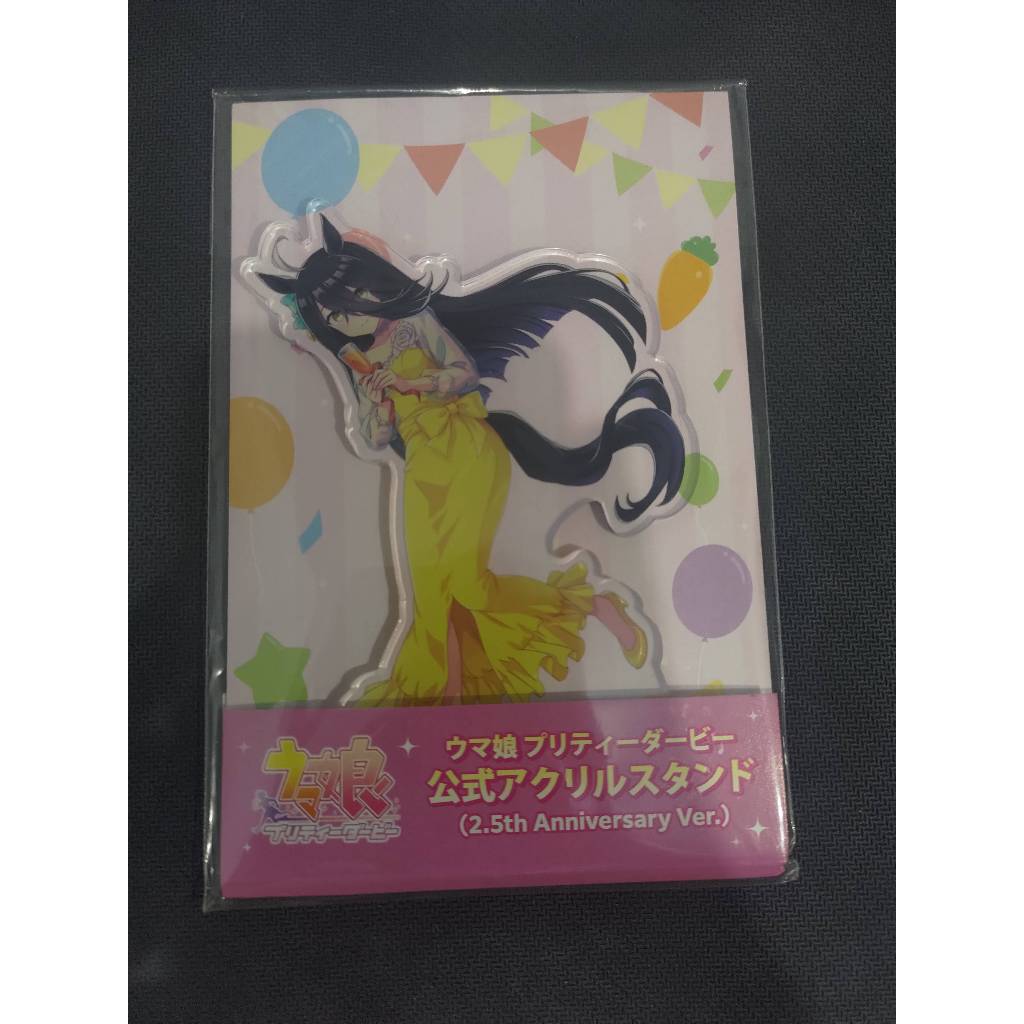 ウマ娘
プリティーダービー
ウマ娘 プリティーダービー
公式アクリルスタンド
(2.5th Anniversary Ver.)